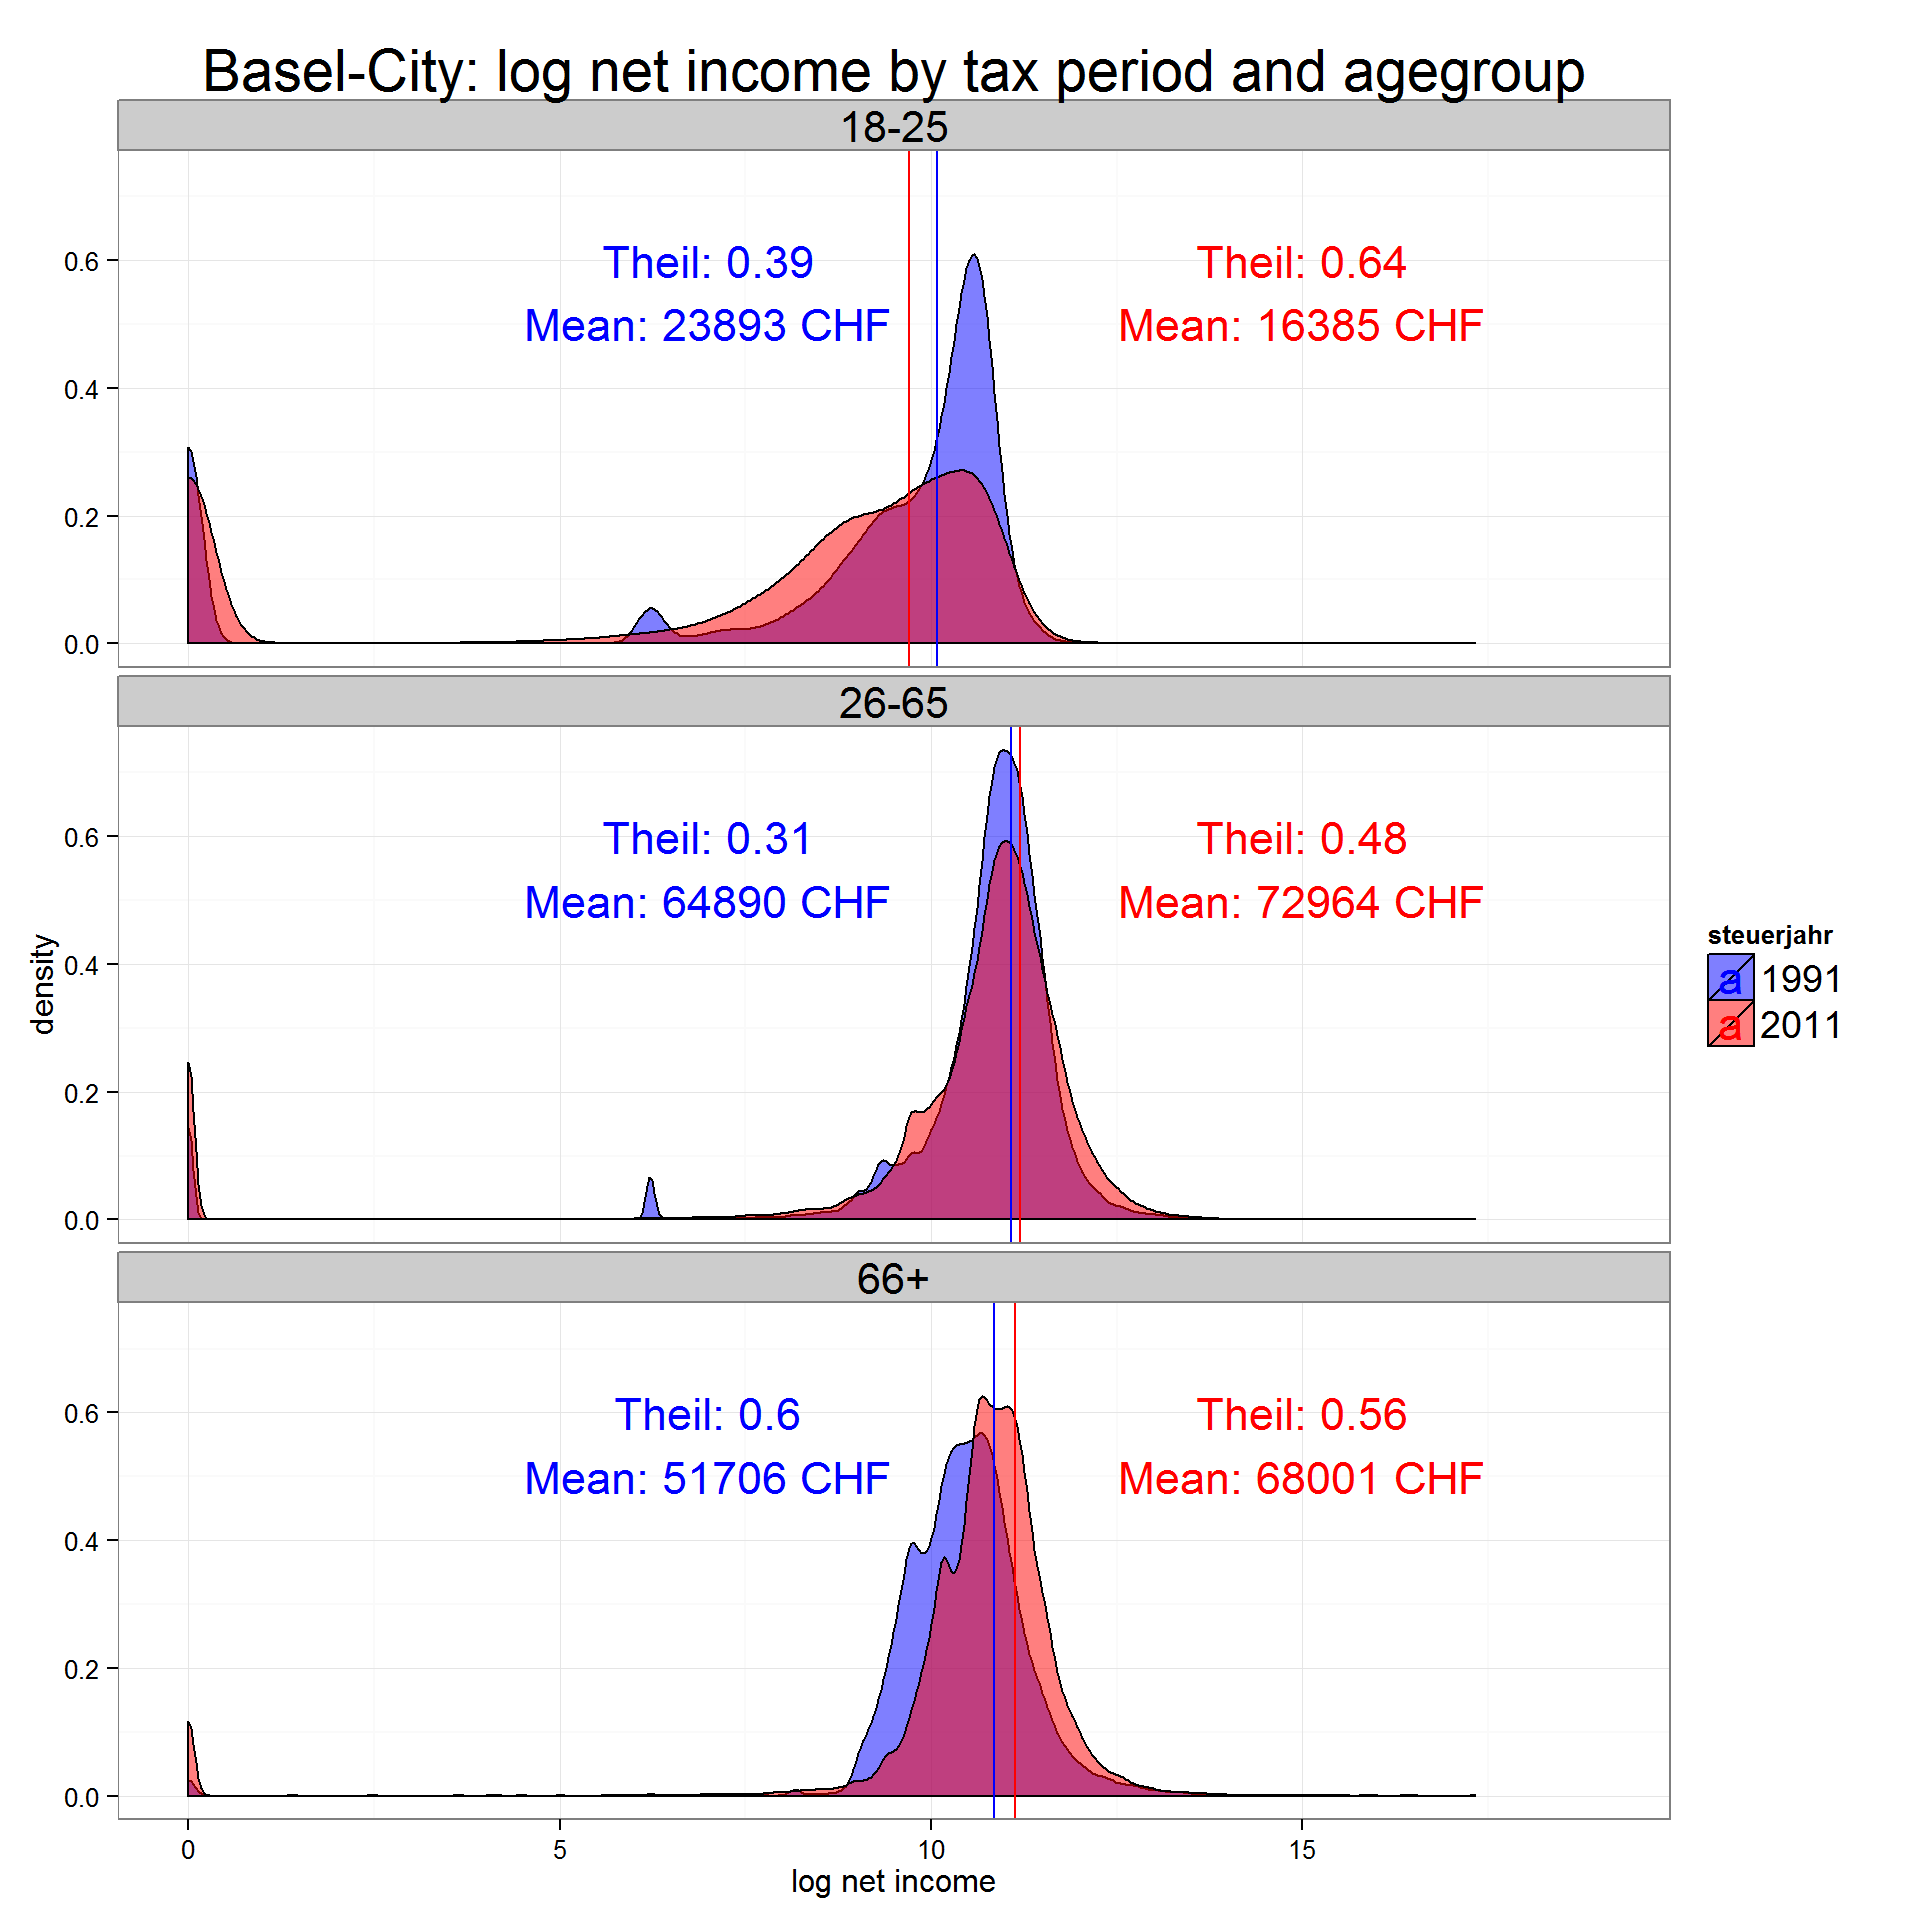 Basel-City: log net income by tax period and agegroup
18-25
Theil: 0.39
Theil: 0.64
Mean: 23893 CHF
Mean: 16385 CHF
0.6
0.4
0.2
0.0
26-65
Theil: 0.31
Theil: 0.48
Mean: 64890 CHF
Mean: 72964 CHF
0.6
0.4
0.2
0.0
density
steuerjahr
a 1991
a 2011
66+
Theil: 0.6
Theil: 0.56
Mean: 51706 CHF
Mean: 68001 CHF
0.6
0.4
0.2
0.0
0 5 10 15
log net income